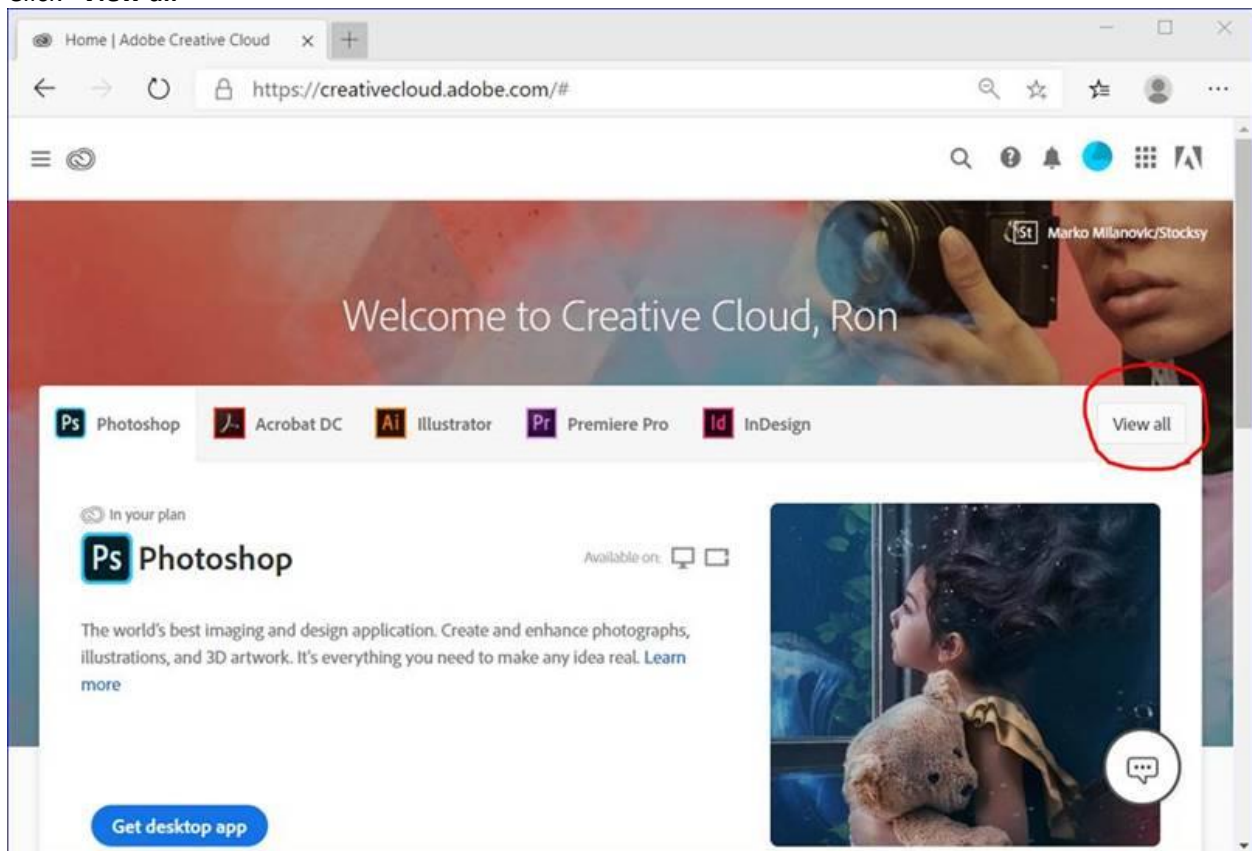 Home | Adobe Creative Cloud
https://creativecloud.adobe.com/#
St Marko Milanovic/Stocksy
Welcome to Creative Cloud, Ron
Ps Photoshop Acrobat DC Ai Illustrator Pr Premiere Pro Id InDesign View all
In your plan
Ps Photoshop Available on:
The world's best imaging and design application. Create and enhance photographs,
illustrations, and 3D artwork. It's everything you need to make any idea real. Learn
more
Get desktop app